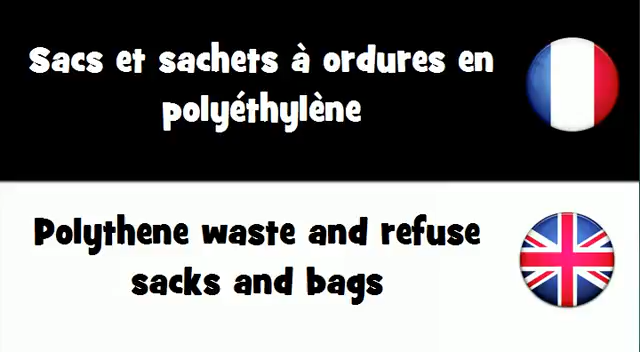 Sacs et sachets à ordures en
polyéthylène
Polythene waste and refuse
sacks and bags